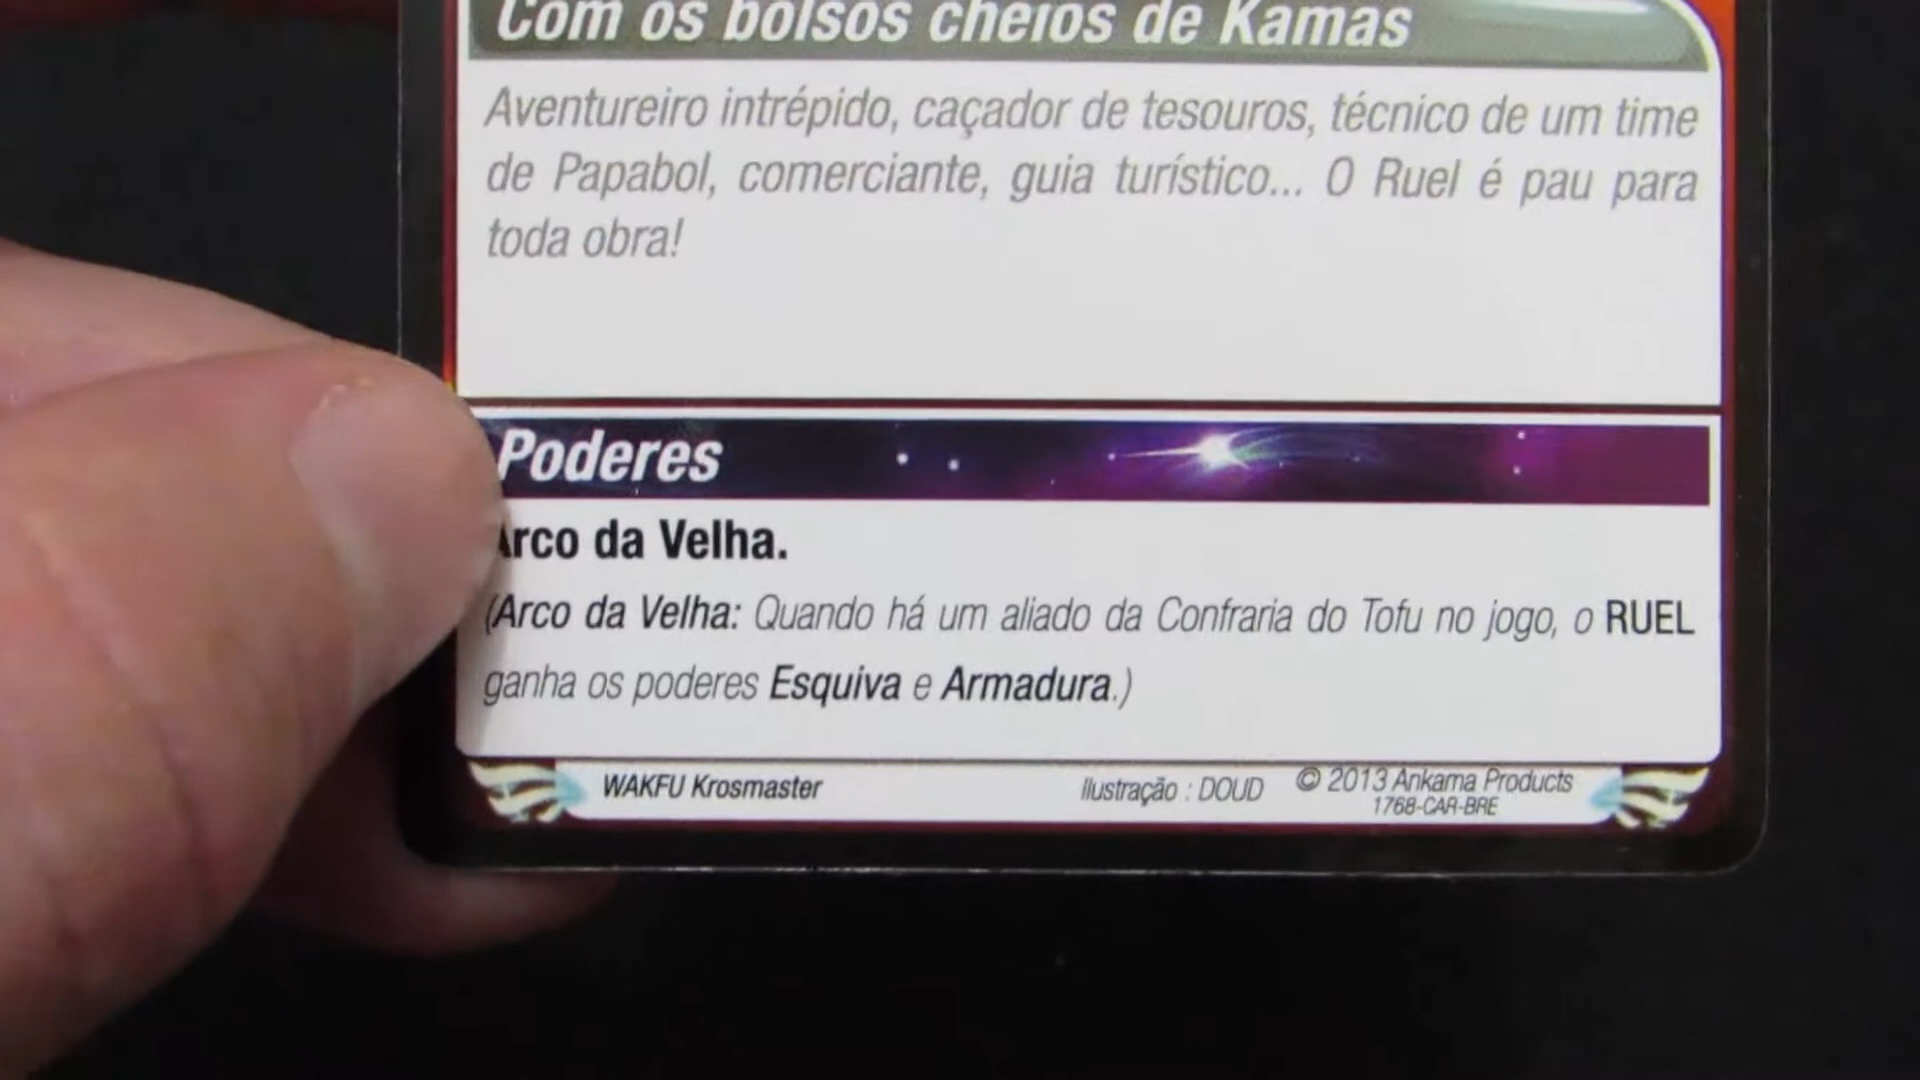 Com os bolsos cheios de Kamas
Aventureiro intrépido, caçador de tesouros, técnico de um time
de Papabol, comerciante, guia turístico... O Ruel é pau para
toda obra!
Poderes
Arco da Velha.
(Arco da Velha: Quando há um aliado da Confraria do Tofu no jogo, o RUEL
ganha os poderes Esquiva e Armadura.)
WAKFU Krosmaster
Ilustração : DOUD
© 2013 Ankama Products
1768-CAR-BRE